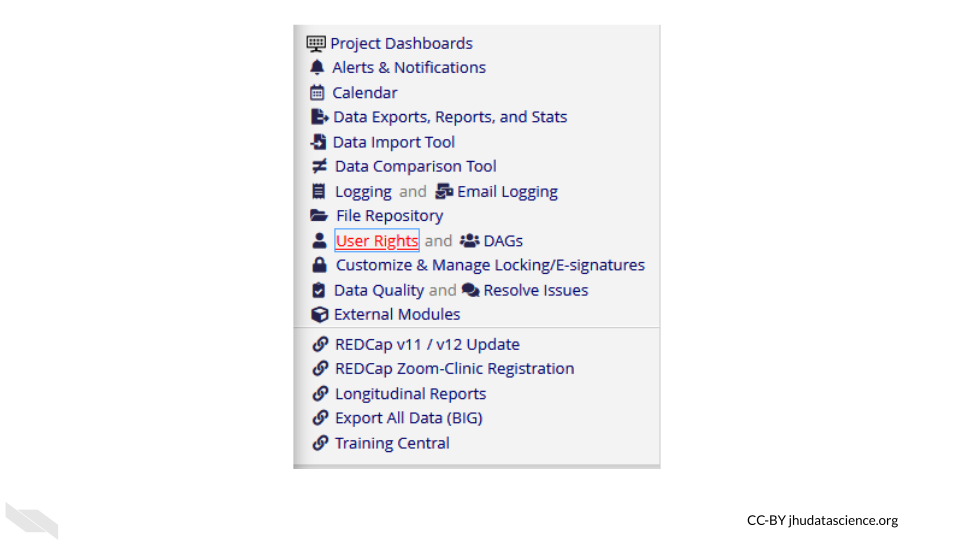 Project Dashboards
Alerts & Notifications
Calendar
Data Exports, Reports, and Stats
Data Import Tool
Data Comparison Tool
Logging and Email Logging
File Repository
User Rights and DAGs
Customize & Manage Locking/E-signatures
Data Quality and Resolve Issues
External Modules
REDCap v11 / v12 Update
REDCap Zoom-Clinic Registration
Longitudinal Reports
Export All Data (BIG)
Training Central
CC-BY jhudatascience.org